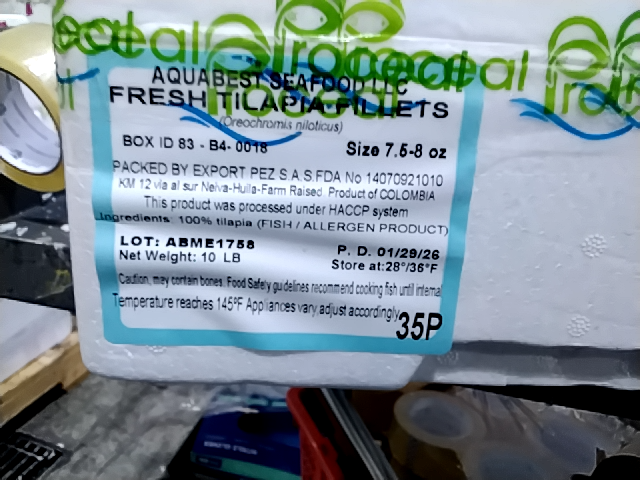 AQUABEST SEAFOOD LLC
FRESH TILAPIA FILLETS
(Oreochromis niloticus)
BOX ID 83 - B4- 0018 Size 7.5-8 oz
PACKED BY EXPORT PEZ S.A.S FDA No 14070921010
KM 12 via al sur Neiva-Huila-Farm Raised. Product of COLOMBIA
This product was processed under HACCP system
Ingredients: 100% tilapia (FISH / ALLERGEN PRODUCT)
LOT: ABME1758 P. D. 01/29/26
Net Weight: 10 LB Store at:28°/36°F
Caution, may contain bones. Food Safety guidelines recommend cooking fish until internal
Temperature reaches 145°F Appliances vary adjust accordingly
35P